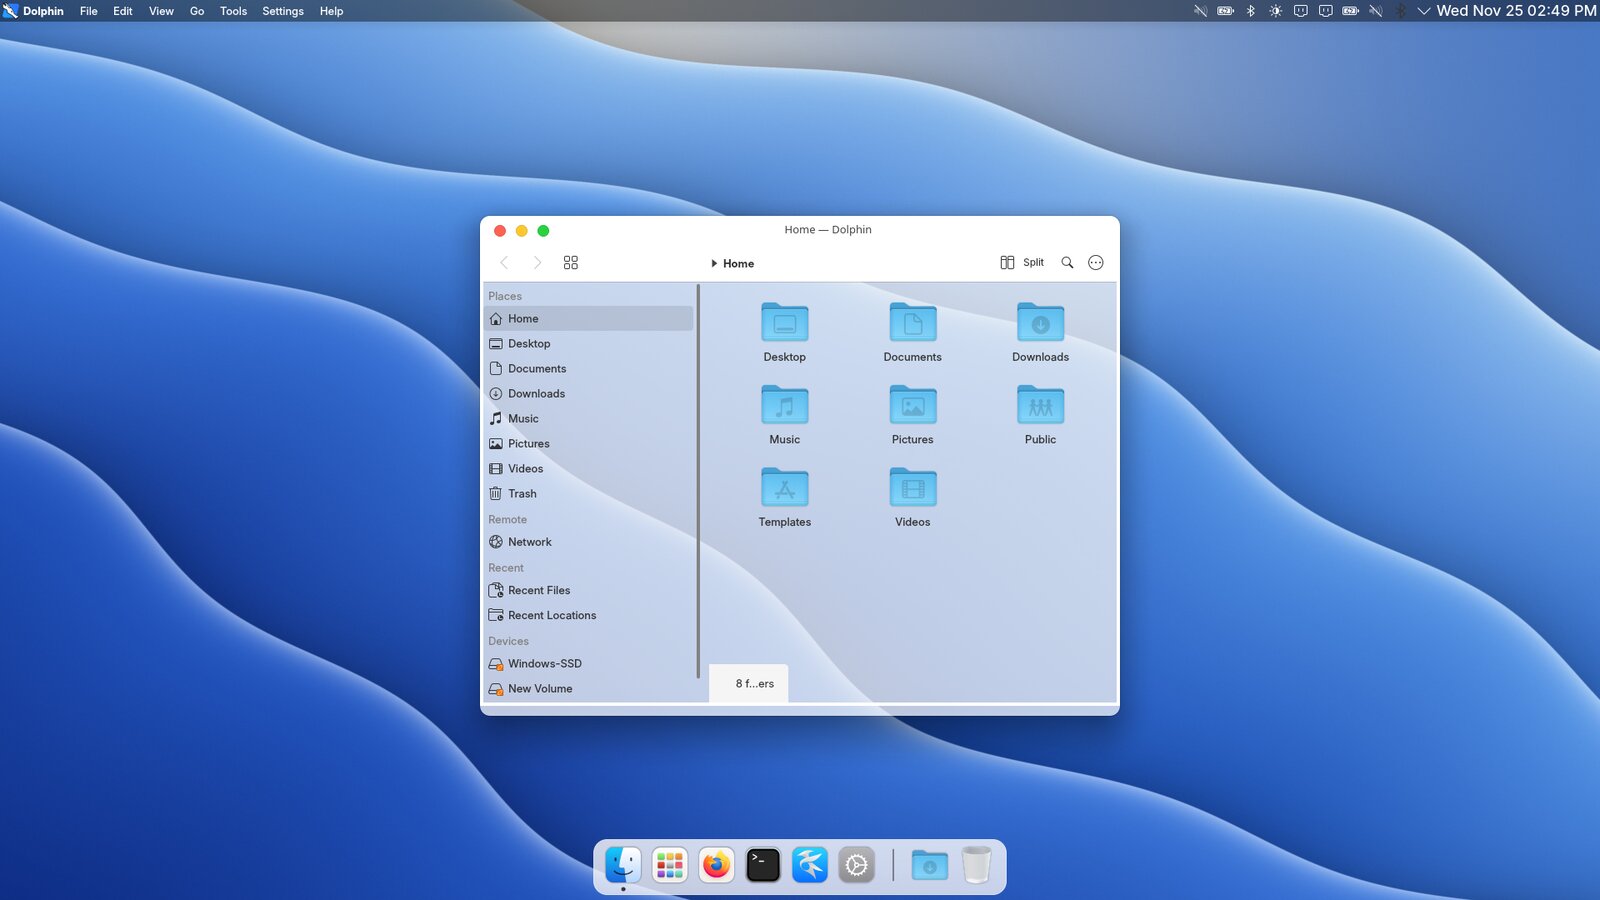 Dolphin File Edit View Go Tools Settings Help Wed Nov 25 02:49 PM
Home — Dolphin
Home Split
Places
Home
Desktop
Documents
Downloads
Music
Pictures
Videos
Trash
Remote
Network
Recent
Recent Files
Recent Locations
Devices
Windows-SSD
New Volume
Desktop Documents Downloads
Music Pictures Public
Templates Videos
8 f...ers
>_